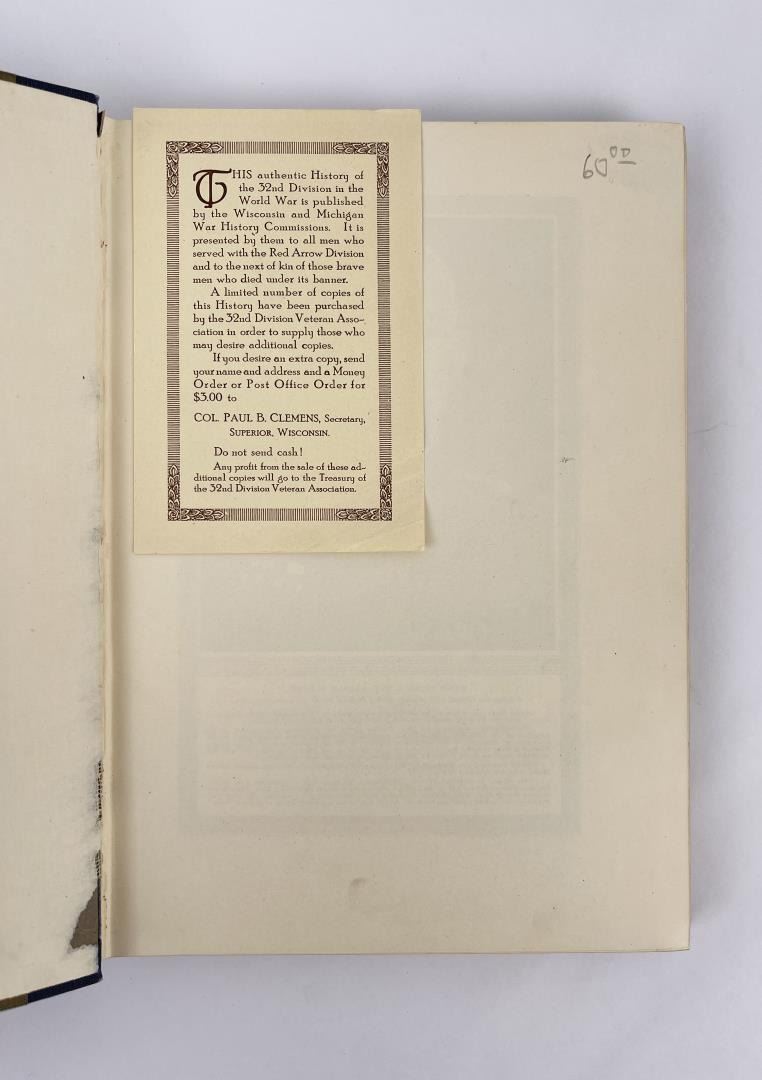 THIS authentic History of
the 32nd Division in the
World War is published
by the Wisconsin and Michigan
War History Commissions. It is
presented by them to all men who
served with the Red Arrow Division
and to the next of kin of those brave
men who died under its banner.
A limited number of copies of
this History have been purchased
by the 32nd Division Veteran Asso-
ciation in order to supply those who
may desire additional copies.
If you desire an extra copy, send
your name and address and a Money
Order or Post Office Order for
$3.00 to
COL. PAUL B. CLEMENS, Secretary,
SUPERIOR, WISCONSIN.
Do not send cash!
Any profit from the sale of these ad-
ditional copies will go to the Treasury of
the 32nd Division Veteran Association.
60 00